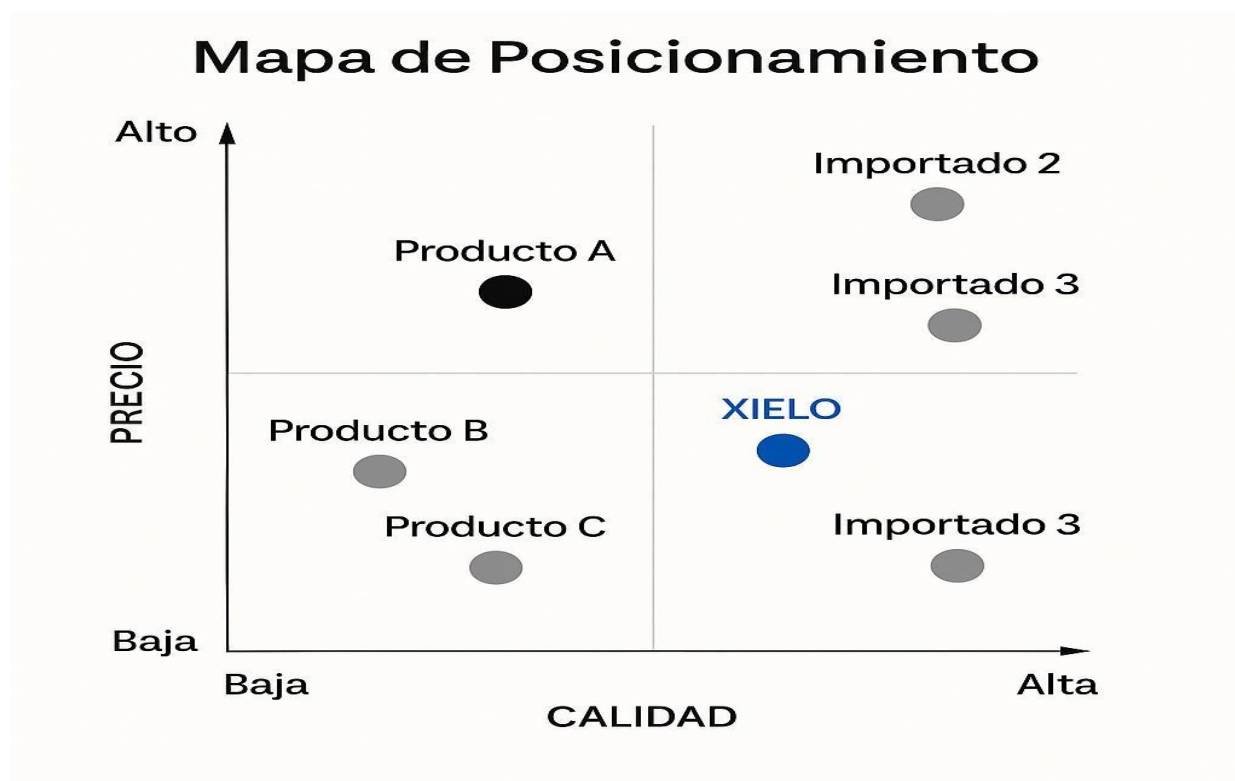 Mapa de Posicionamiento
Alto
Importado 2
Producto A
Importado 3
PRECIO
XIELO
Producto B
Producto C
Importado 3
Baja
Baja
Alta
CALIDAD